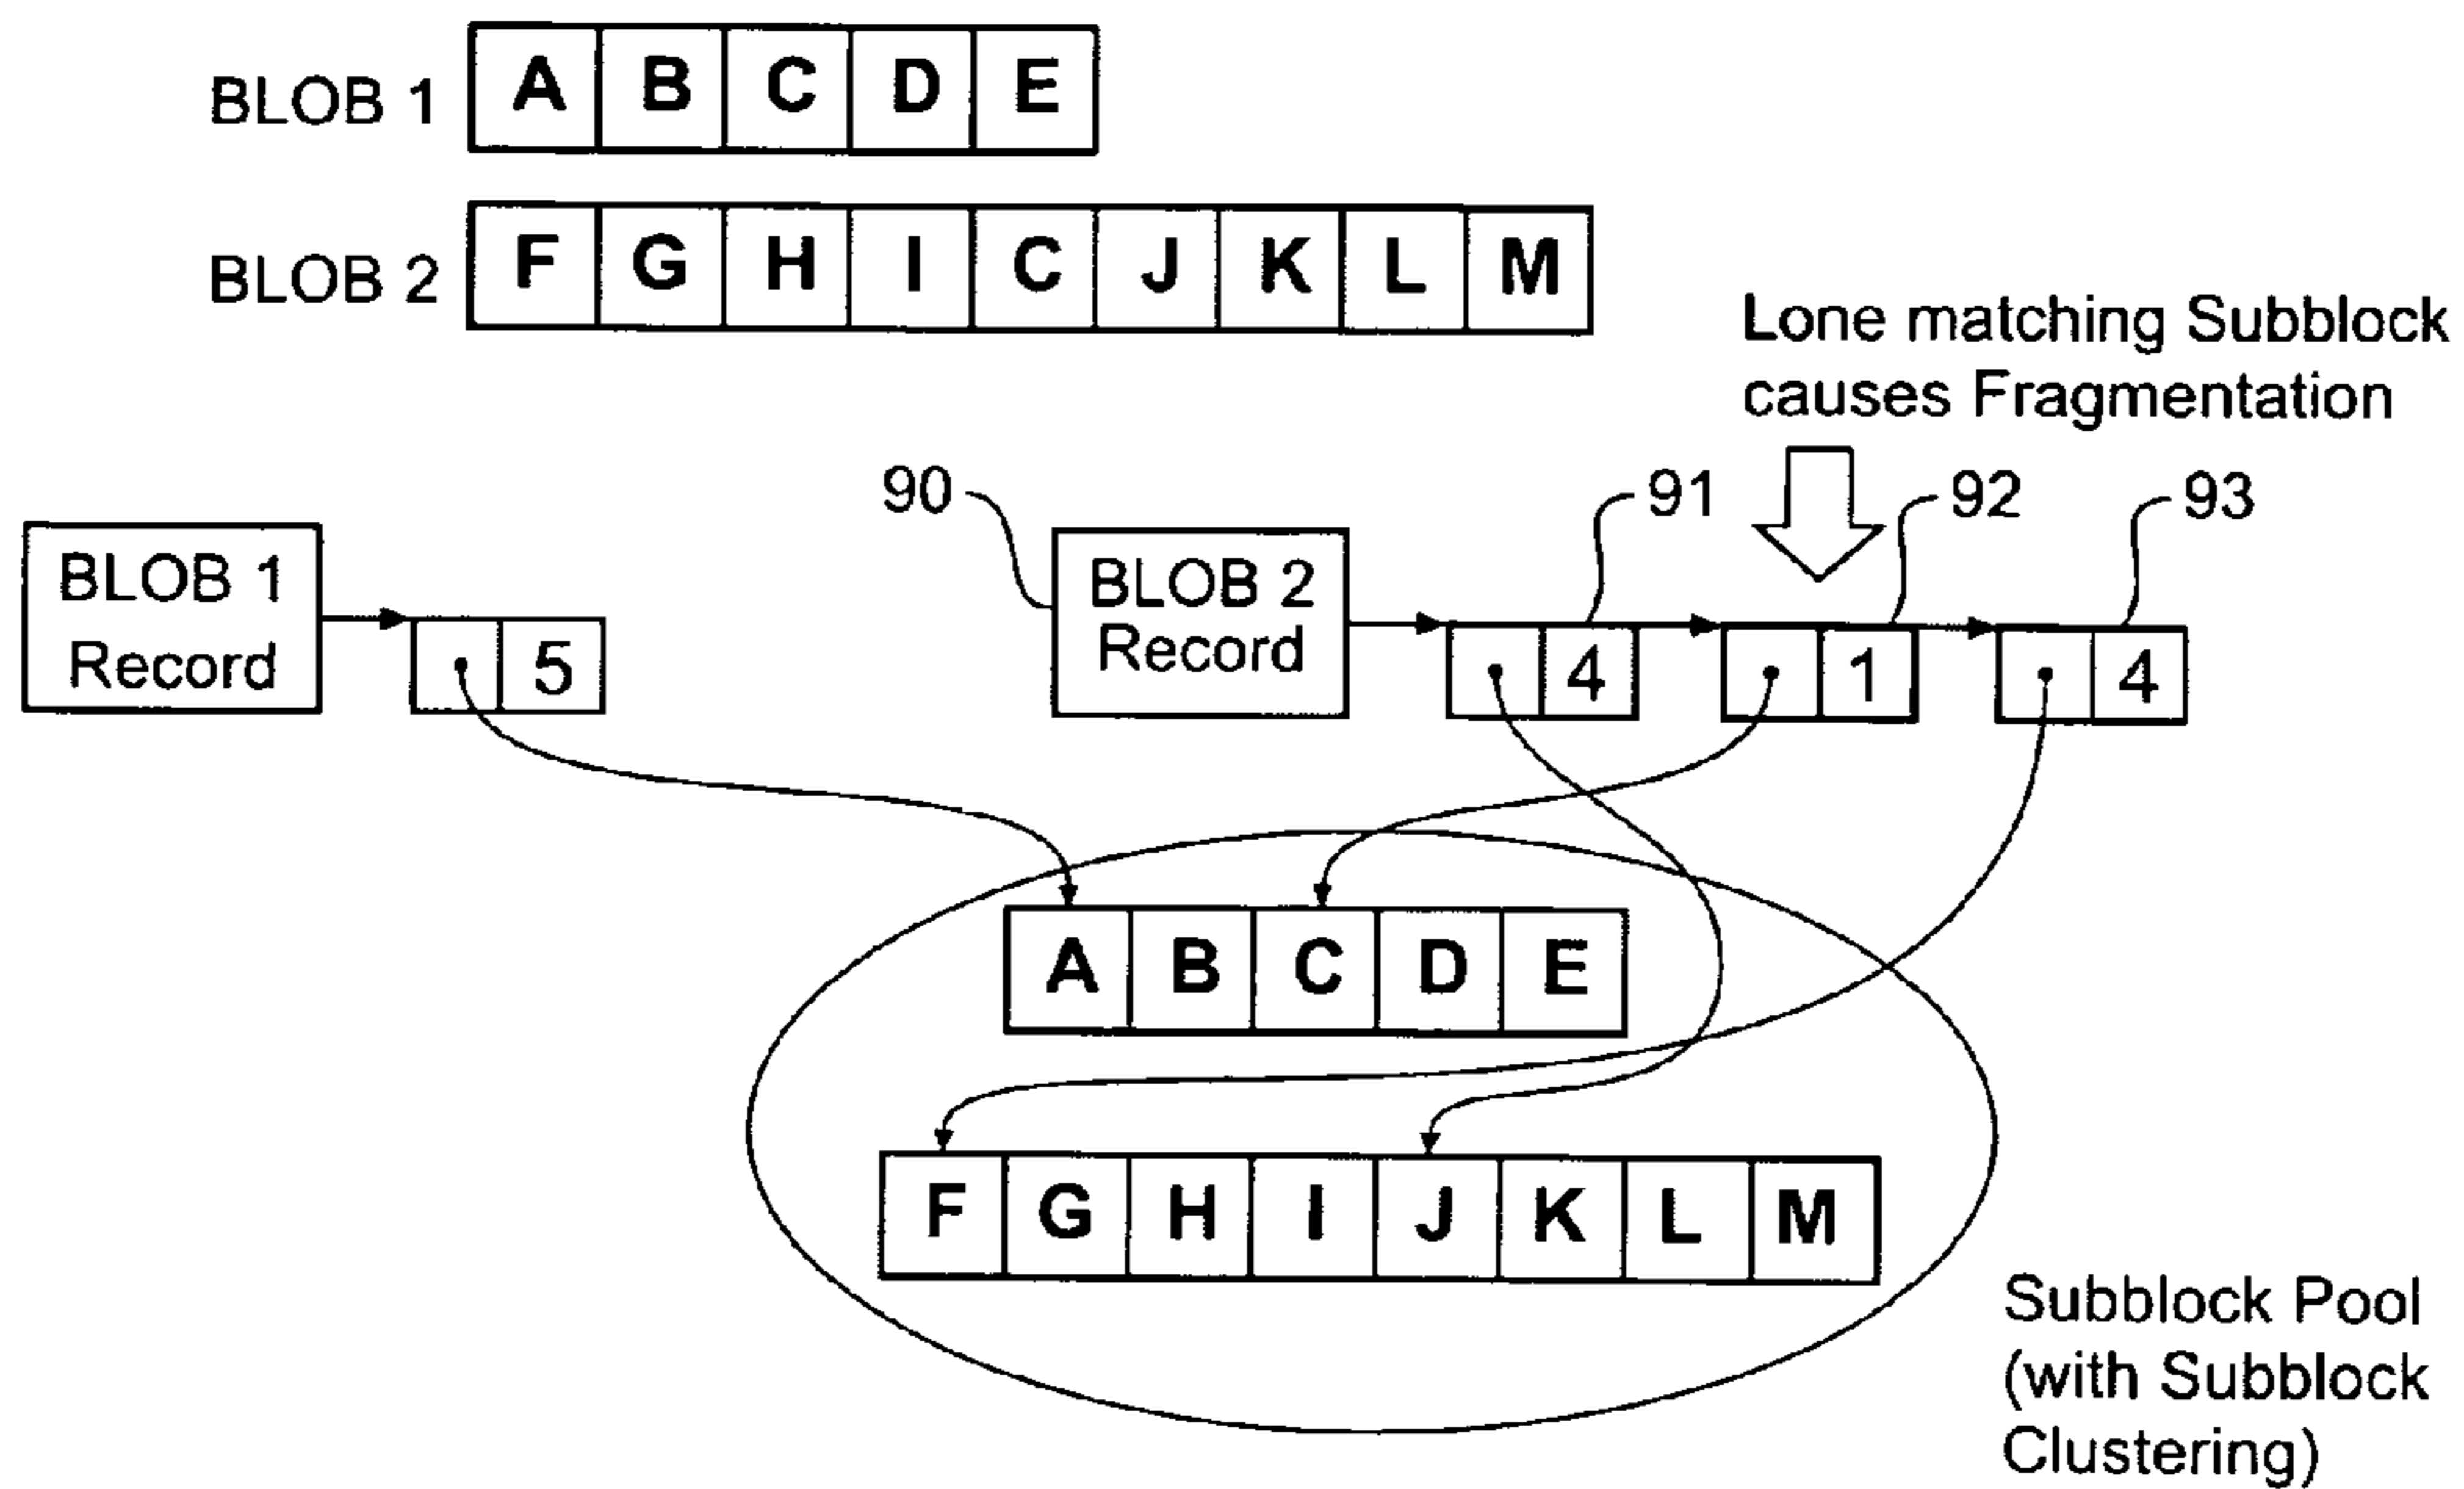 BLOB 1 A B C D E
BLOB 2 F G H I C J K L M
Lone matching Subblock
causes Fragmentation
90 91 92 93
BLOB 1
Record
5
BLOB 2
Record
4 1 4
A B C D E
F G H I J K L M
Subblock Pool
(with Subblock
Clustering)